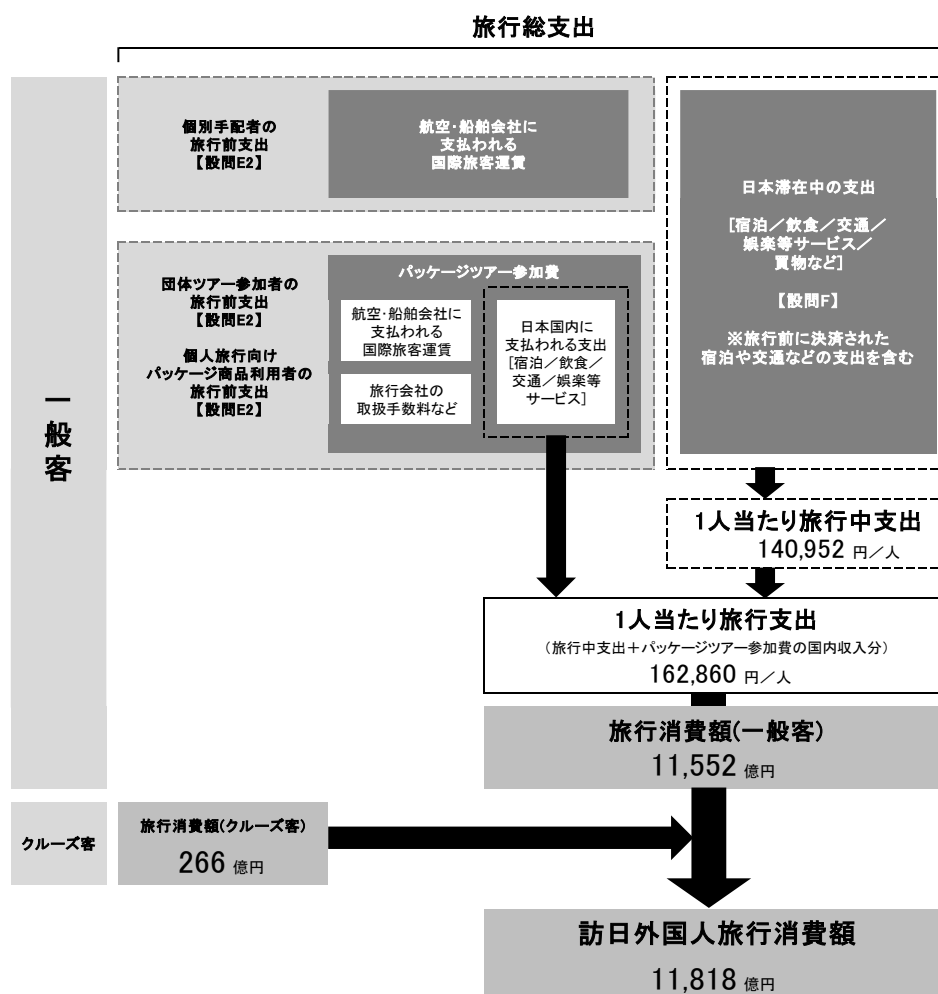 旅行総支出
個別手配者の
旅行前支出
【設問E2】
航空・船舶会社に
支払われる
国際旅客運賃
日本滞在中の支出
[宿泊／飲食／交通／
娯楽等サービス／
買物など]
【設問F】
※旅行前に決済された
宿泊や交通などの支出を含む
団体ツアー参加者の
旅行前支出
【設問E2】
個人旅行向け
パッケージ商品利用者の
旅行前支出
【設問E2】
パッケージツアー参加費
航空・船舶会社に
支払われる
国際旅客運賃
旅行会社の
取扱手数料など
日本国内に
支払われる支出
[宿泊／飲食／
交通／娯楽等
サービス]
一般客
1人当たり旅行中支出
140,952 円／人
1人当たり旅行支出
（旅行中支出＋パッケージツアー参加費の国内収入分）
162,860 円／人
旅行消費額(一般客)
11,552 億円
クルーズ客
旅行消費額(クルーズ客)
266 億円
訪日外国人旅行消費額
11,818 億円